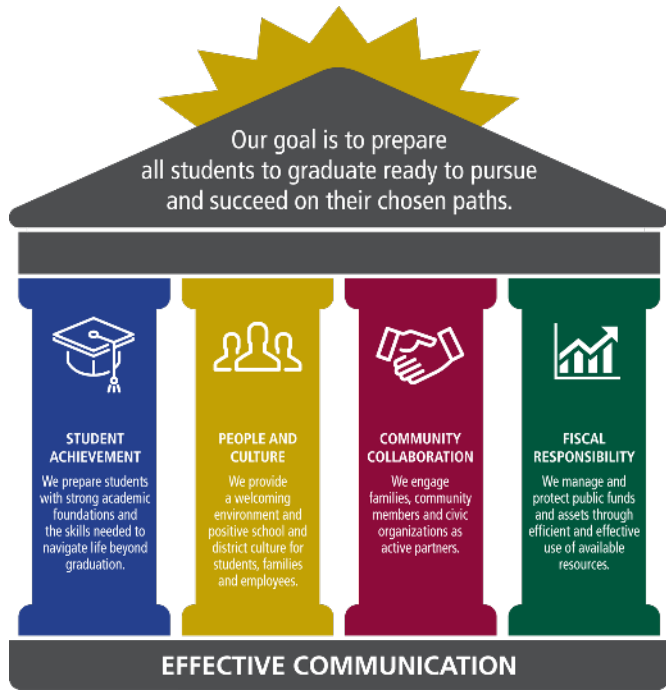 Our goal is to prepare
all students to graduate ready to pursue
and succeed on their chosen paths.
STUDENT
ACHIEVEMENT
We prepare students
with strong academic
foundations and
the skills needed to
navigate life beyond
graduation.
PEOPLE AND
CULTURE
We provide
a welcoming
environment and
positive school and
district culture for
students, families
and employees.
COMMUNITY
COLLABORATION
We engage
families, community
members and civic
organizations as
active partners.
FISCAL
RESPONSIBILITY
We manage and
protect public funds
and assets through
efficient and effective
use of available
resources.
EFFECTIVE COMMUNICATION